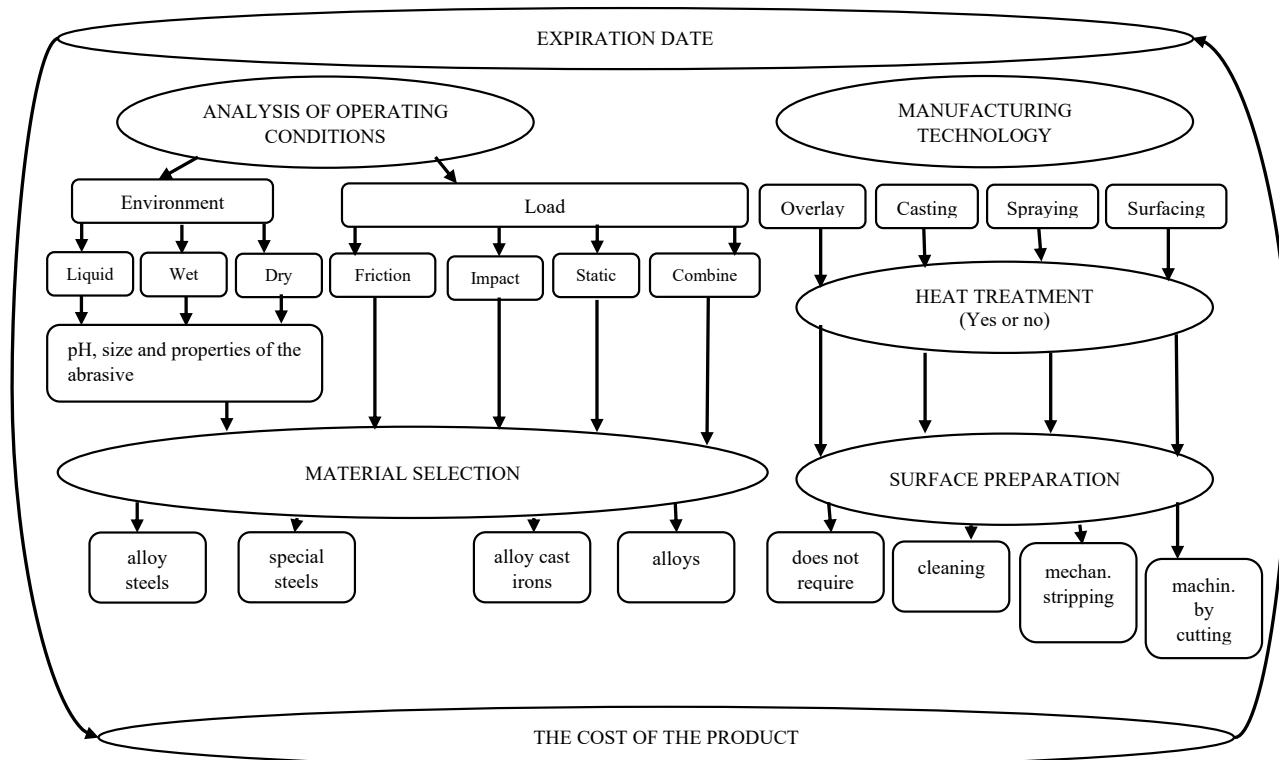 EXPIRATION DATE
ANALYSIS OF OPERATING
CONDITIONS
MANUFACTURING
TECHNOLOGY
Environment
Load
Overlay
Casting
Spraying
Surfacing
Liquid
Wet
Dry
Friction
Impact
Static
Combine
HEAT TREATMENT
(Yes or no)
pH, size and properties of the
abrasive
MATERIAL SELECTION
SURFACE PREPARATION
alloy
steels
special
steels
alloy cast
irons
alloys
does not
require
cleaning
mechan.
stripping
machin.
by
cutting
THE COST OF THE PRODUCT